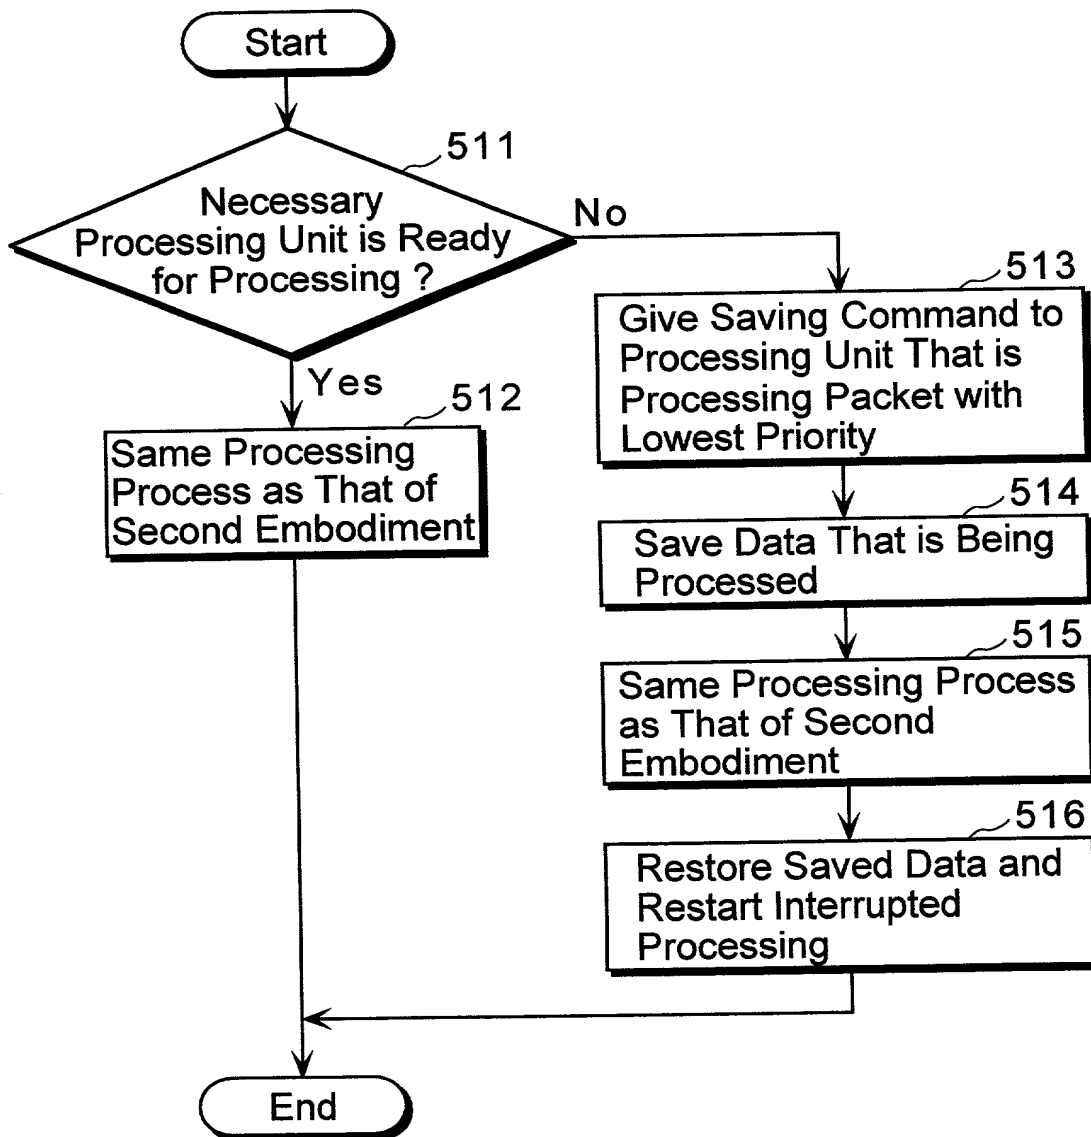 Start
511
Necessary
Processing Unit is Ready
for Processing ?
No
Yes
512
Same Processing
Process as That of
Second Embodiment
513
Give Saving Command to
Processing Unit That is
Processing Packet with
Lowest Priority
514
Save Data That is Being
Processed
515
Same Processing Process
as That of Second
Embodiment
516
Restore Saved Data and
Restart Interrupted
Processing
End